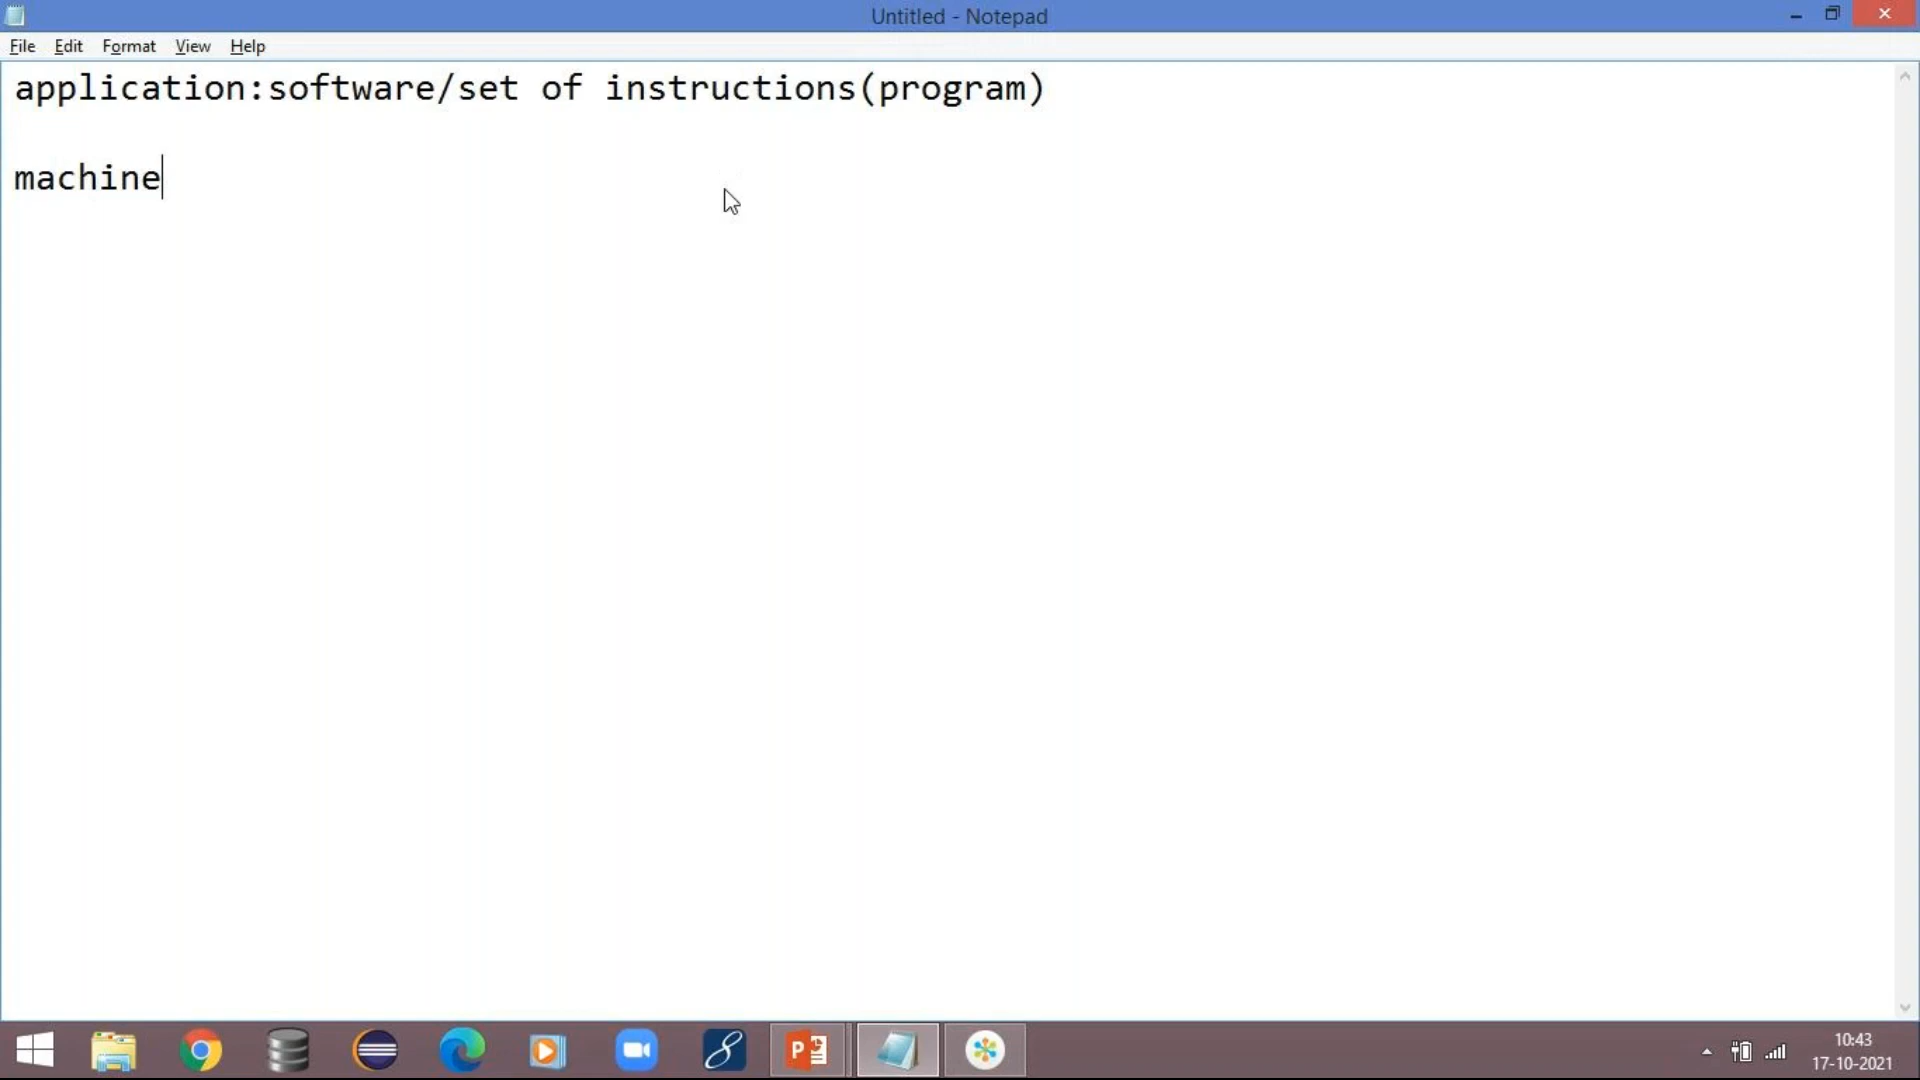 Untitled - Notepad
File Edit Format View Help
application:software/set of instructions(program)
machine
10:43
17-10-2021